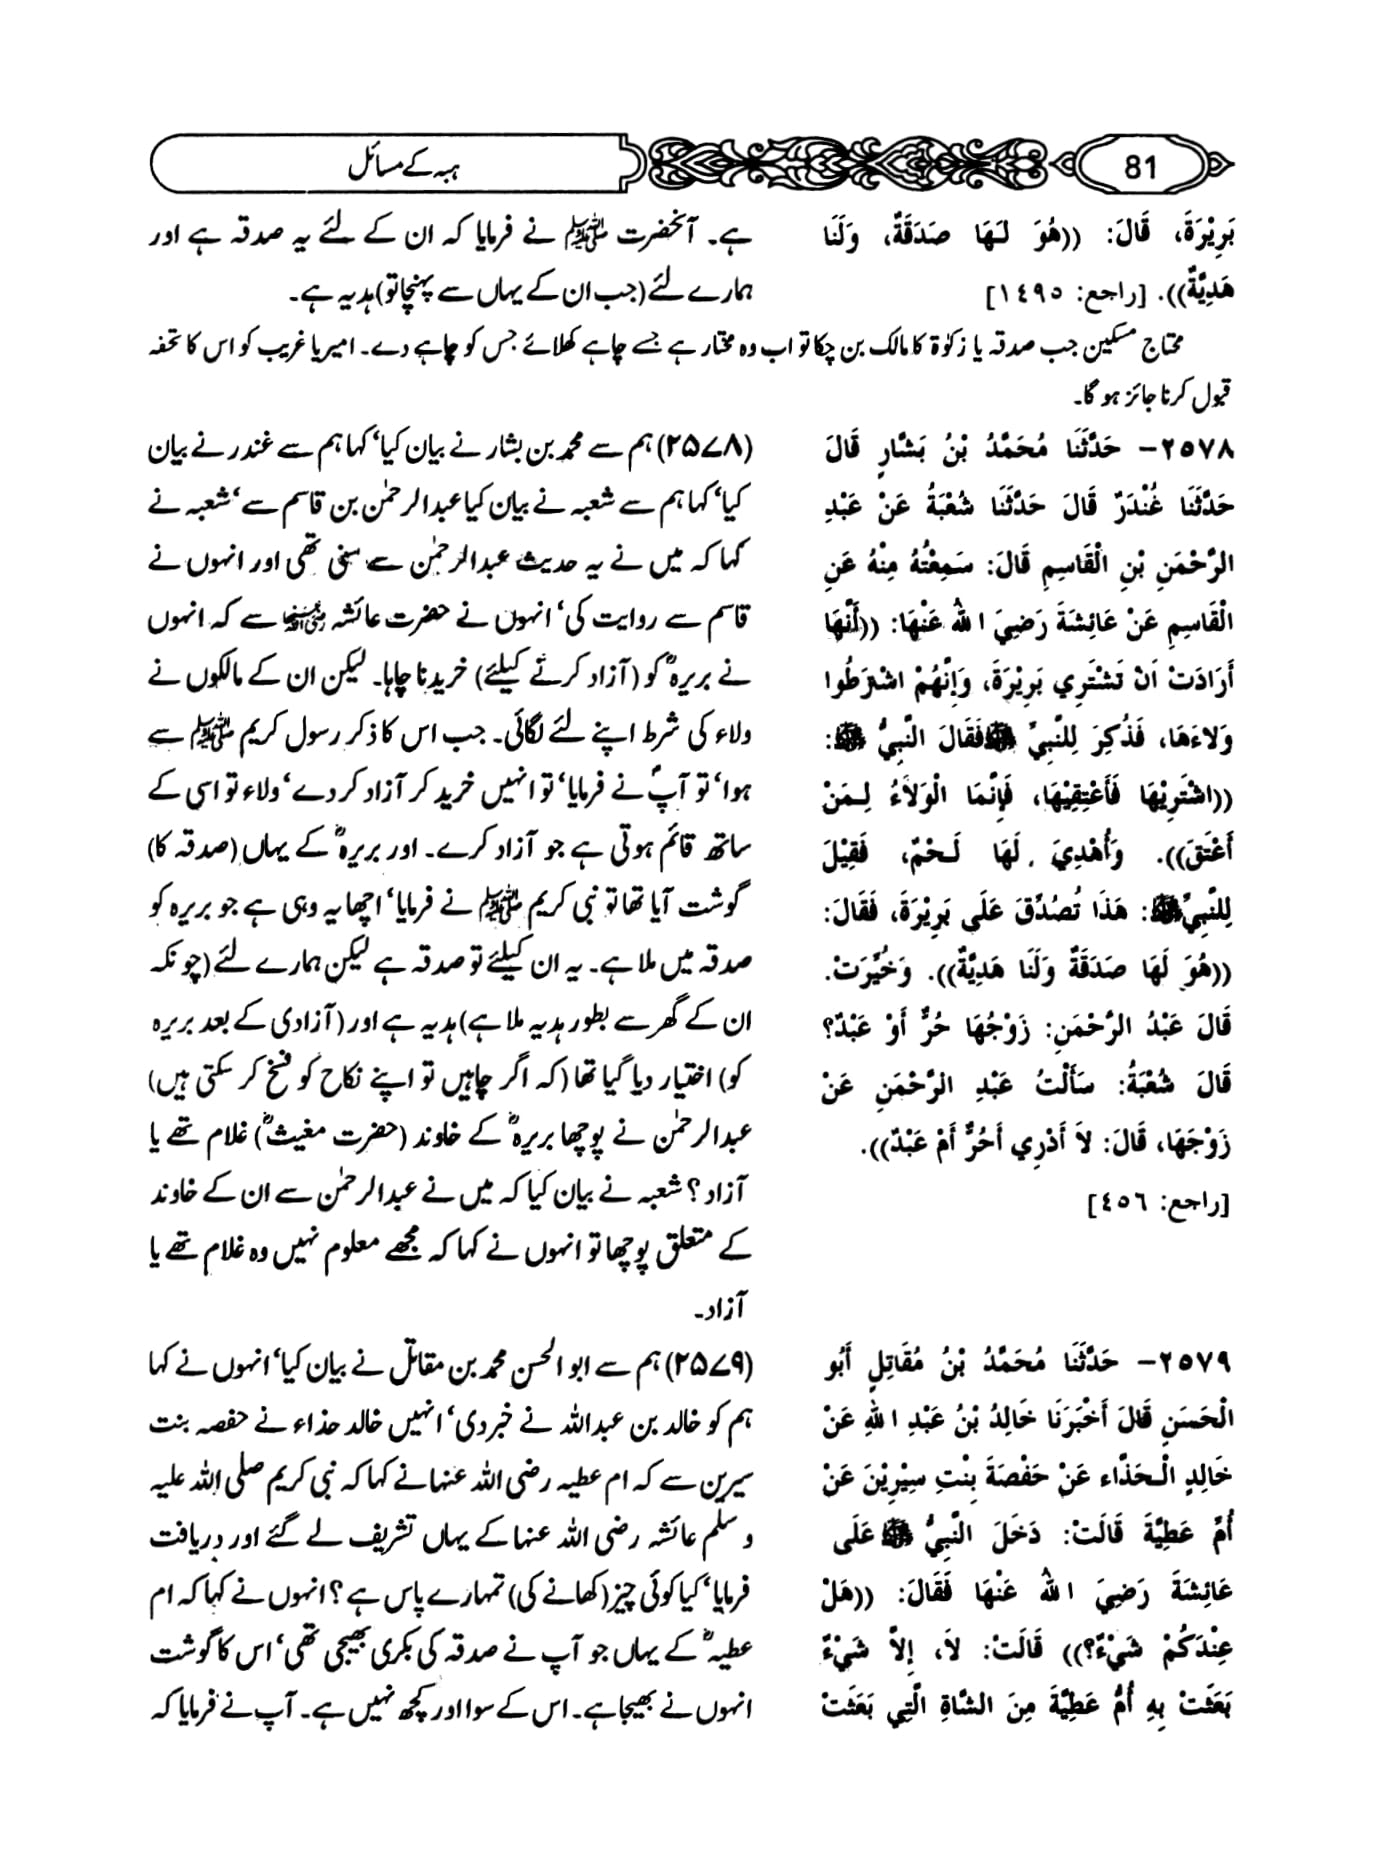 81
ہبہ کے مسائل
بَرِيْرَةَ، قَالَ: ((هُوَ لَـهَا صَدَقَةٌ، وَلَنَا
هَدِيَّةٌ)). [راجع: ١٤٩٥]
ہے۔ آنحضرت ﷺ نے فرمایا کہ ان کے لئے یہ صدقہ ہے اور
ہمارے لئے (جب ان کے یہاں سے پہنچا تو) ہدیہ ہے۔
محتاج مسکین جب صدقہ یا زکوٰۃ کا مالک بن چکا تو اب وہ مختار ہے جسے چاہے کھلائے جس کو چاہے دے۔ امیر یا غریب کو اس کا تحفہ
قبول کرنا جائز ہو گا۔
٢٥٧٨- حَدَّثَنَا مُحَمَّدُ بْنُ بَشَّارٍ قَالَ
حَدَّثَنَا غُنْدَرٌ قَالَ حَدَّثَنَا شُعْبَةُ عَنْ عَبْدِ
الرَّحْمَنِ بْنِ الْقَاسِمِ قَالَ: سَمِعْتُهُ مِنْهُ عَنِ
الْقَاسِمِ عَنْ عَائِشَةَ رَضِيَ اللهُ عَنْهَا: ((أَنَّهَا
أَرَادَتْ أَنْ تَشْتَرِي بَرِيْرَةَ، وَإِنَّهُمْ اشْتَرَطُوا
وَلاَءَهَا، فَذُكِرَ لِلنَّبِيِّ ﷺ فَقَالَ النَّبِيُّ ﷺ:
((اشْتَرِيْهَا فَأَعْتِقِيْهَا، فَإِنَّمَا الْوَلاَءُ لِـمَنْ
أَعْتَقَ)). وَأُهْدِيَ لَهَا لَـحْمٌ، فَقِيْلَ
لِلنَّبِيِّ ﷺ: هَذَا تُصُدِّقَ عَلَى بَرِيْرَةَ، فَقَالَ:
((هُوَ لَهَا صَدَقَةٌ وَلَنَا هَدِيَّةٌ)). وَخُيِّرَتْ.
قَالَ عَبْدُ الرَّحْمَنِ: زَوْجُهَا حُرٌّ أَوْ عَبْدٌ؟
قَالَ شُعْبَةُ: سَأَلْتُ عَبْدِ الرَّحْمَنِ عَنْ
زَوْجَهَا، قَالَ: لاَ أَدْرِي أَحُرٌّ أَمْ عَبْدٌ)).
[راجع: ٤٥٦]
(۲۵۷۸) ہم سے محمد بن بشار نے بیان کیا‘ کہا ہم سے غندر نے بیان
کیا‘ کہا ہم سے شعبہ نے بیان کیا عبدالرحمٰن بن قاسم سے‘ شعبہ نے
کہا کہ میں نے یہ حدیث عبدالرحمٰن سے سنی تھی اور انہوں نے
قاسم سے روایت کی‘ انہوں نے حضرت عائشہ رضی اللہ عنہا سے کہ انہوں
نے بریرہؓ کو (آزاد کرنے کیلئے) خریدنا چاہا۔ لیکن ان کے مالکوں نے
ولاء کی شرط اپنے لئے لگائی۔ جب اس کا ذکر رسول کریم ﷺ سے
ہوا‘ تو آپؐ نے فرمایا‘ تو انہیں خرید کر آزاد کر دے‘ ولاء تو اسی کے
ساتھ قائم ہوتی ہے جو آزاد کرے۔ اور بریرہؓ کے یہاں (صدقہ کا)
گوشت آیا تھا تو نبی کریم ﷺ نے فرمایا‘ اچھا یہ وہی ہے جو بریرہ کو
صدقہ میں ملا ہے۔ یہ ان کیلئے تو صدقہ ہے لیکن ہمارے لئے (چونکہ
ان کے گھر سے بطور ہدیہ ملا ہے) ہدیہ ہے اور (آزادی کے بعد بریرہ
کو) اختیار دیا گیا تھا (کہ اگر چاہیں تو اپنے نکاح کو فسخ کر سکتی ہیں)
عبدالرحمٰن نے پوچھا بریرہؓ کے خاوند (حضرت مغیثؓ) غلام تھے یا
آزاد؟ شعبہ نے بیان کیا کہ میں نے عبدالرحمٰن سے ان کے خاوند
کے متعلق پوچھا تو انہوں نے کہا کہ مجھے معلوم نہیں وہ غلام تھے یا
آزاد۔
٢٥٧٩- حَدَّثَنَا مُحَمَّدُ بْنُ مُقَاتِلٍ أَبُو
الْحَسَنِ قَالَ أَخْبَرَنَا خَالِدُ بْنُ عَبْدِ اللهِ عَنْ
خَالِدٍ الْـحَذَّاء عَنْ حَفْصَةَ بِنْتِ سِيْرِيْنَ عَنْ
أُمِّ عَطِيَّةَ قَالَتْ: دَخَلَ النَّبِيُّ ﷺ عَلَى
عَائِشَةَ رَضِيَ اللهُ عَنْهَا فَقَالَ: ((هَلْ
عِنْدَكُمْ شَيْءٌ؟)) قَالَتْ: لاَ، إِلاَّ شَيْءٌ
بَعَثَتْ بِهِ أُمُّ عَطِيَّةَ مِنَ الشَّاةِ الَّتِي بَعَثَتْ
(۲۵۷۹) ہم سے ابو الحسن محمد بن مقاتل نے بیان کیا‘ انہوں نے کہا
ہم کو خالد بن عبداللہ نے خبر دی‘ انہیں خالد حذاء نے حفصہ بنت
سیرین سے کہ ام عطیہ رضی اللہ عنہا نے کہا کہ نبی کریم صلی اللہ علیہ
و سلم عائشہ رضی اللہ عنہا کے یہاں تشریف لے گئے اور دریافت
فرمایا‘ کیا کوئی چیز (کھانے کی) تمہارے پاس ہے؟ انہوں نے کہا کہ ام
عطیہؓ کے یہاں جو آپ نے صدقہ کی بکری بھیجی تھی‘ اس کا گوشت
انہوں نے بھیجا ہے۔ اس کے سوا اور کچھ نہیں ہے۔ آپ نے فرمایا کہ